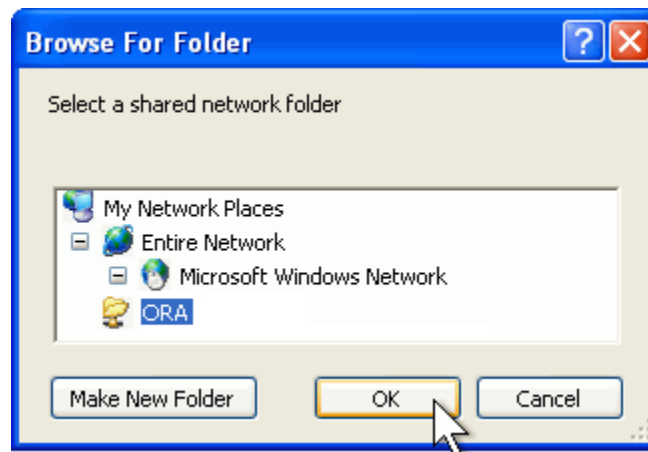 Browse For Folder
Select a shared network folder
My Network Places
Entire Network
Microsoft Windows Network
ORA
Make New Folder OK Cancel